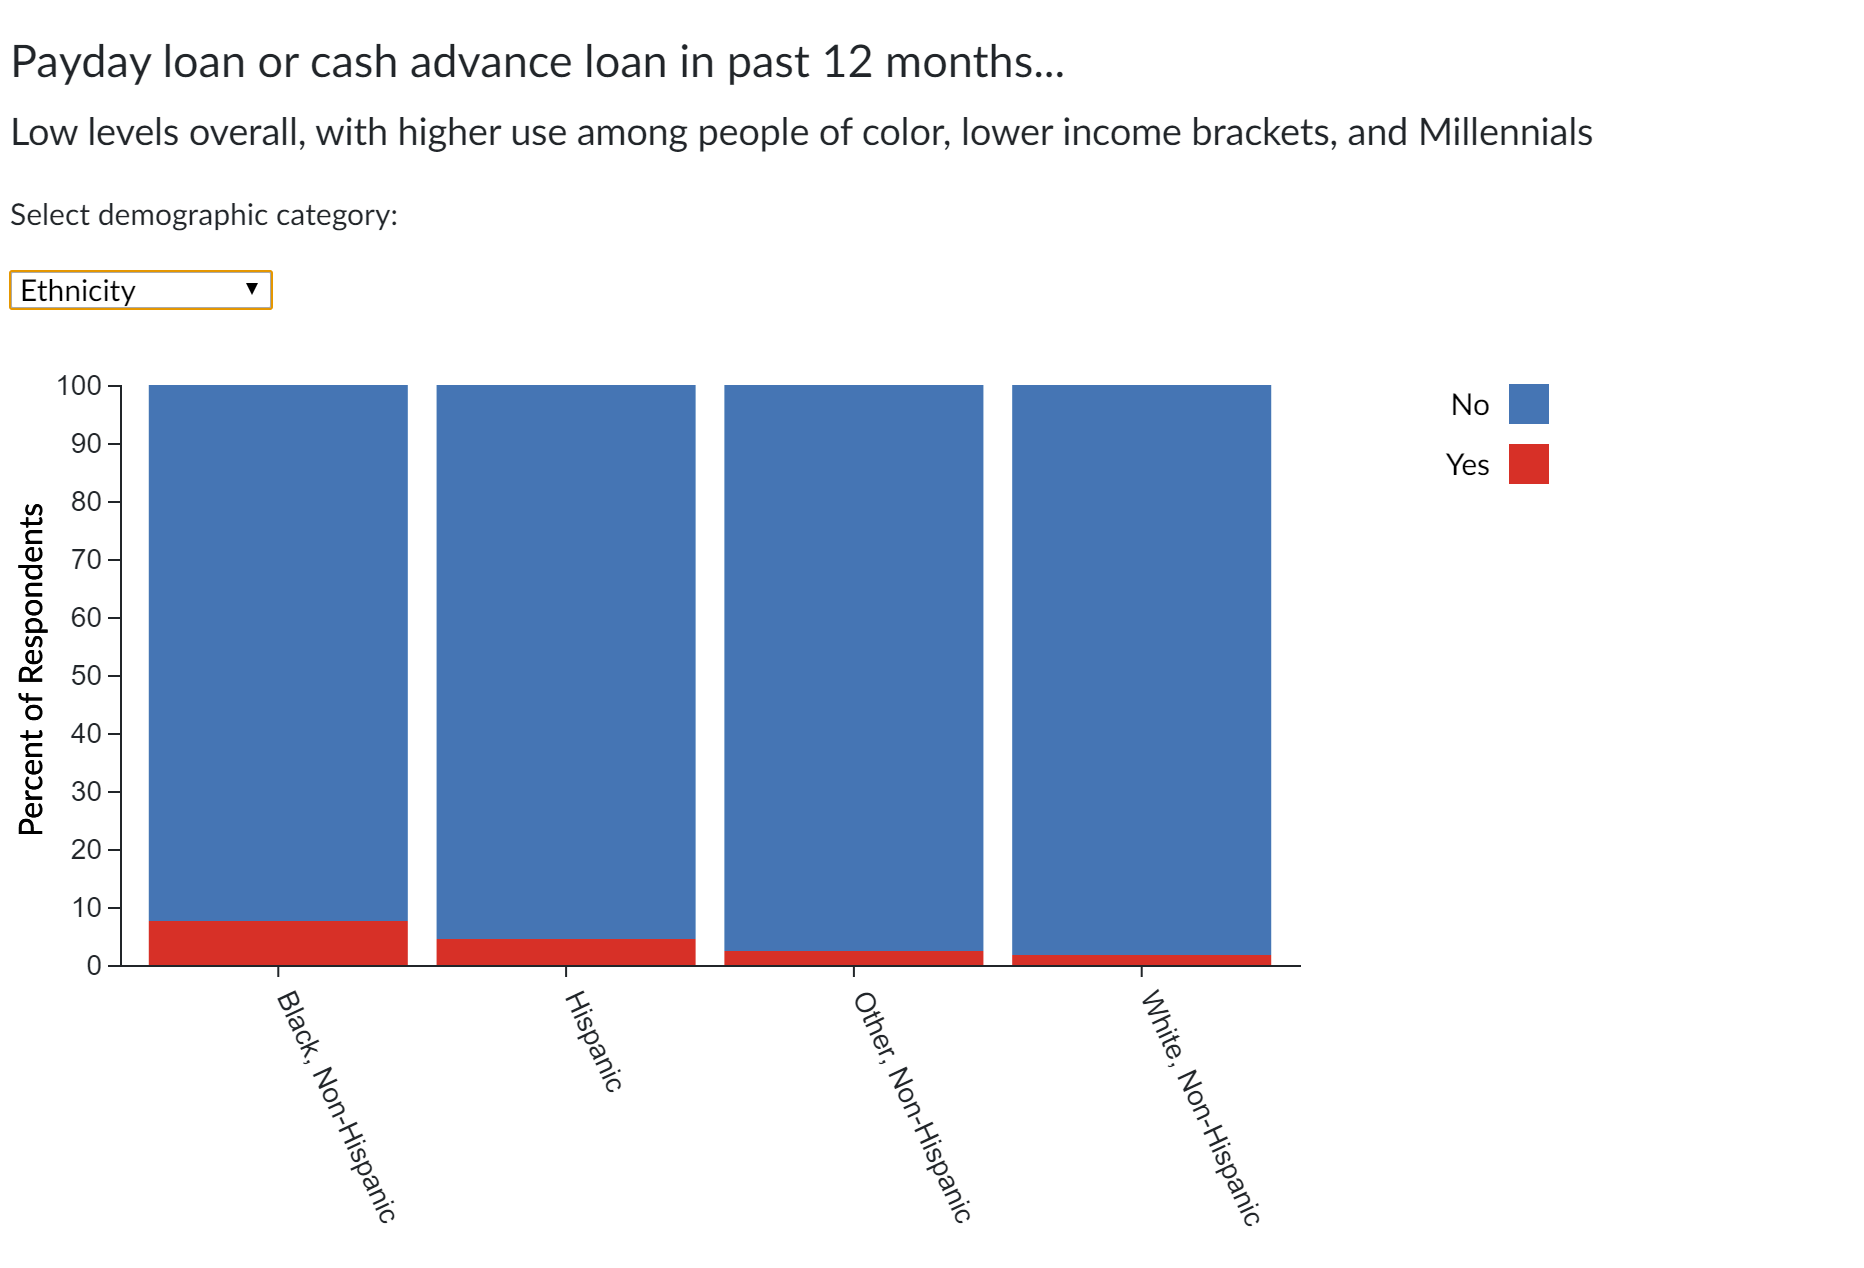 Payday loan or cash advance loan in past 12 months...
Low levels overall, with higher use among people of color, lower income brackets, and Millennials
Select demographic category:
Ethnicity
Percent of Respondents
100
90
80
70
60
50
40
30
20
10
0
Black, Non-Hispanic
Hispanic
Other, Non-Hispanic
White, Non-Hispanic
No
Yes